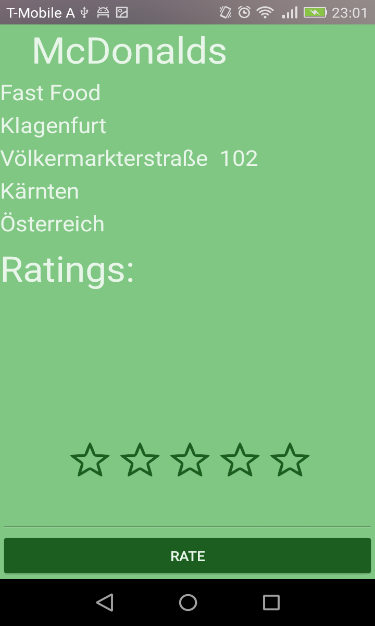 T-Mobile A 23:01
McDonalds
Fast Food
Klagenfurt
Völkermarkterstraße 102
Kärnten
Österreich
Ratings:
RATE